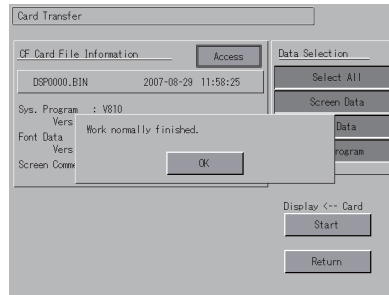 Card Transfer
CF Card File Information
Access
Data Selection
DSP0000.BIN 2007-08-29 11:58:25
Select All
Sys. Program : V810
Screen Data
Vers
Work normally finished.
Data
Font Data
Vers
OK
rogram
Screen Comme
Display <-- Card
Start
Return